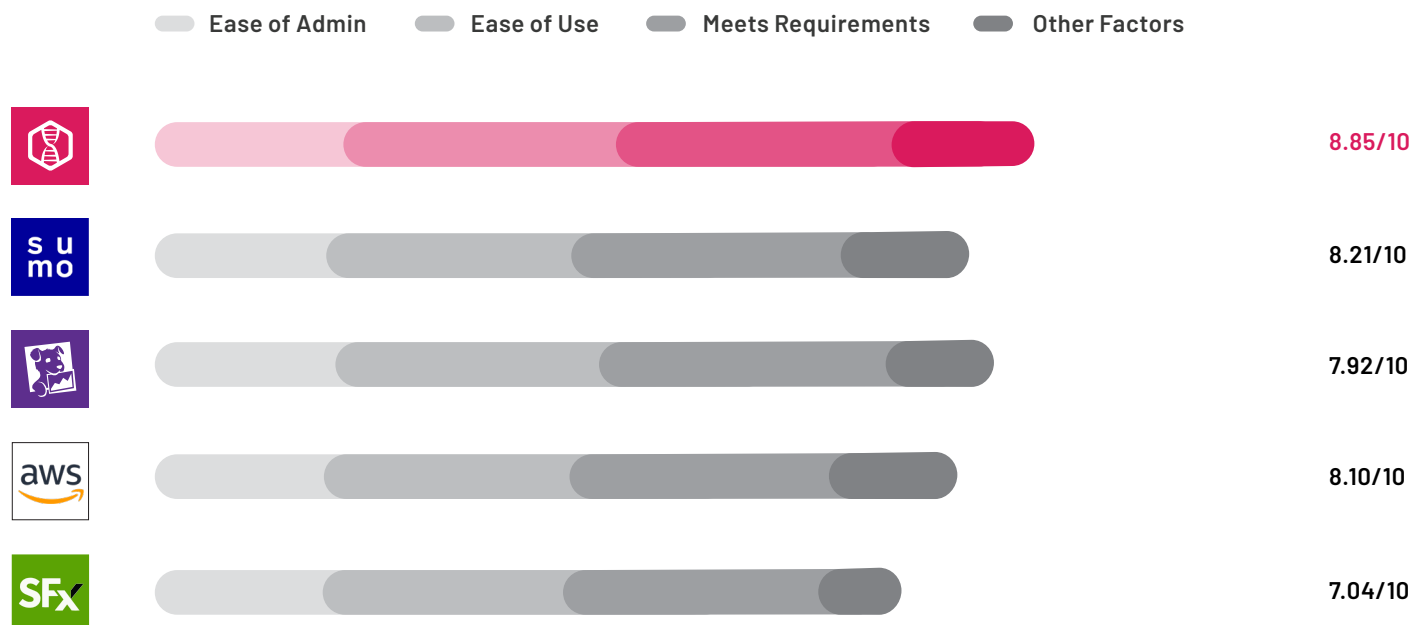 Ease of Admin Ease of Use Meets Requirements Other Factors
8.85/10
s u
mo
8.21/10
7.92/10
aws
8.10/10
SFx
7.04/10